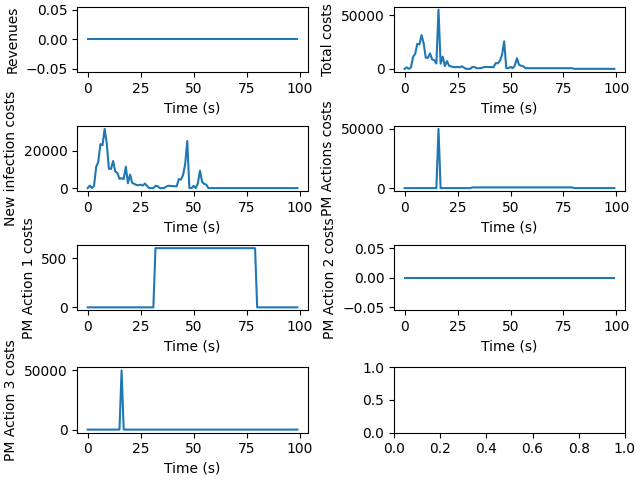 Revenues
0.05
0.00
−0.05
0 25 50 75 100
Time (s)
Total costs
50000
0
0 25 50 75 100
Time (s)
New infection costs
20000
0
0 25 50 75 100
Time (s)
PM Actions costs
50000
0
0 25 50 75 100
Time (s)
PM Action 1 costs
500
0
0 25 50 75 100
Time (s)
PM Action 2 costs
0.05
0.00
−0.05
0 25 50 75 100
Time (s)
PM Action 3 costs
50000
0
0 25 50 75 100
Time (s)
1.0
0.5
0.0
0.0 0.2 0.4 0.6 0.8 1.0